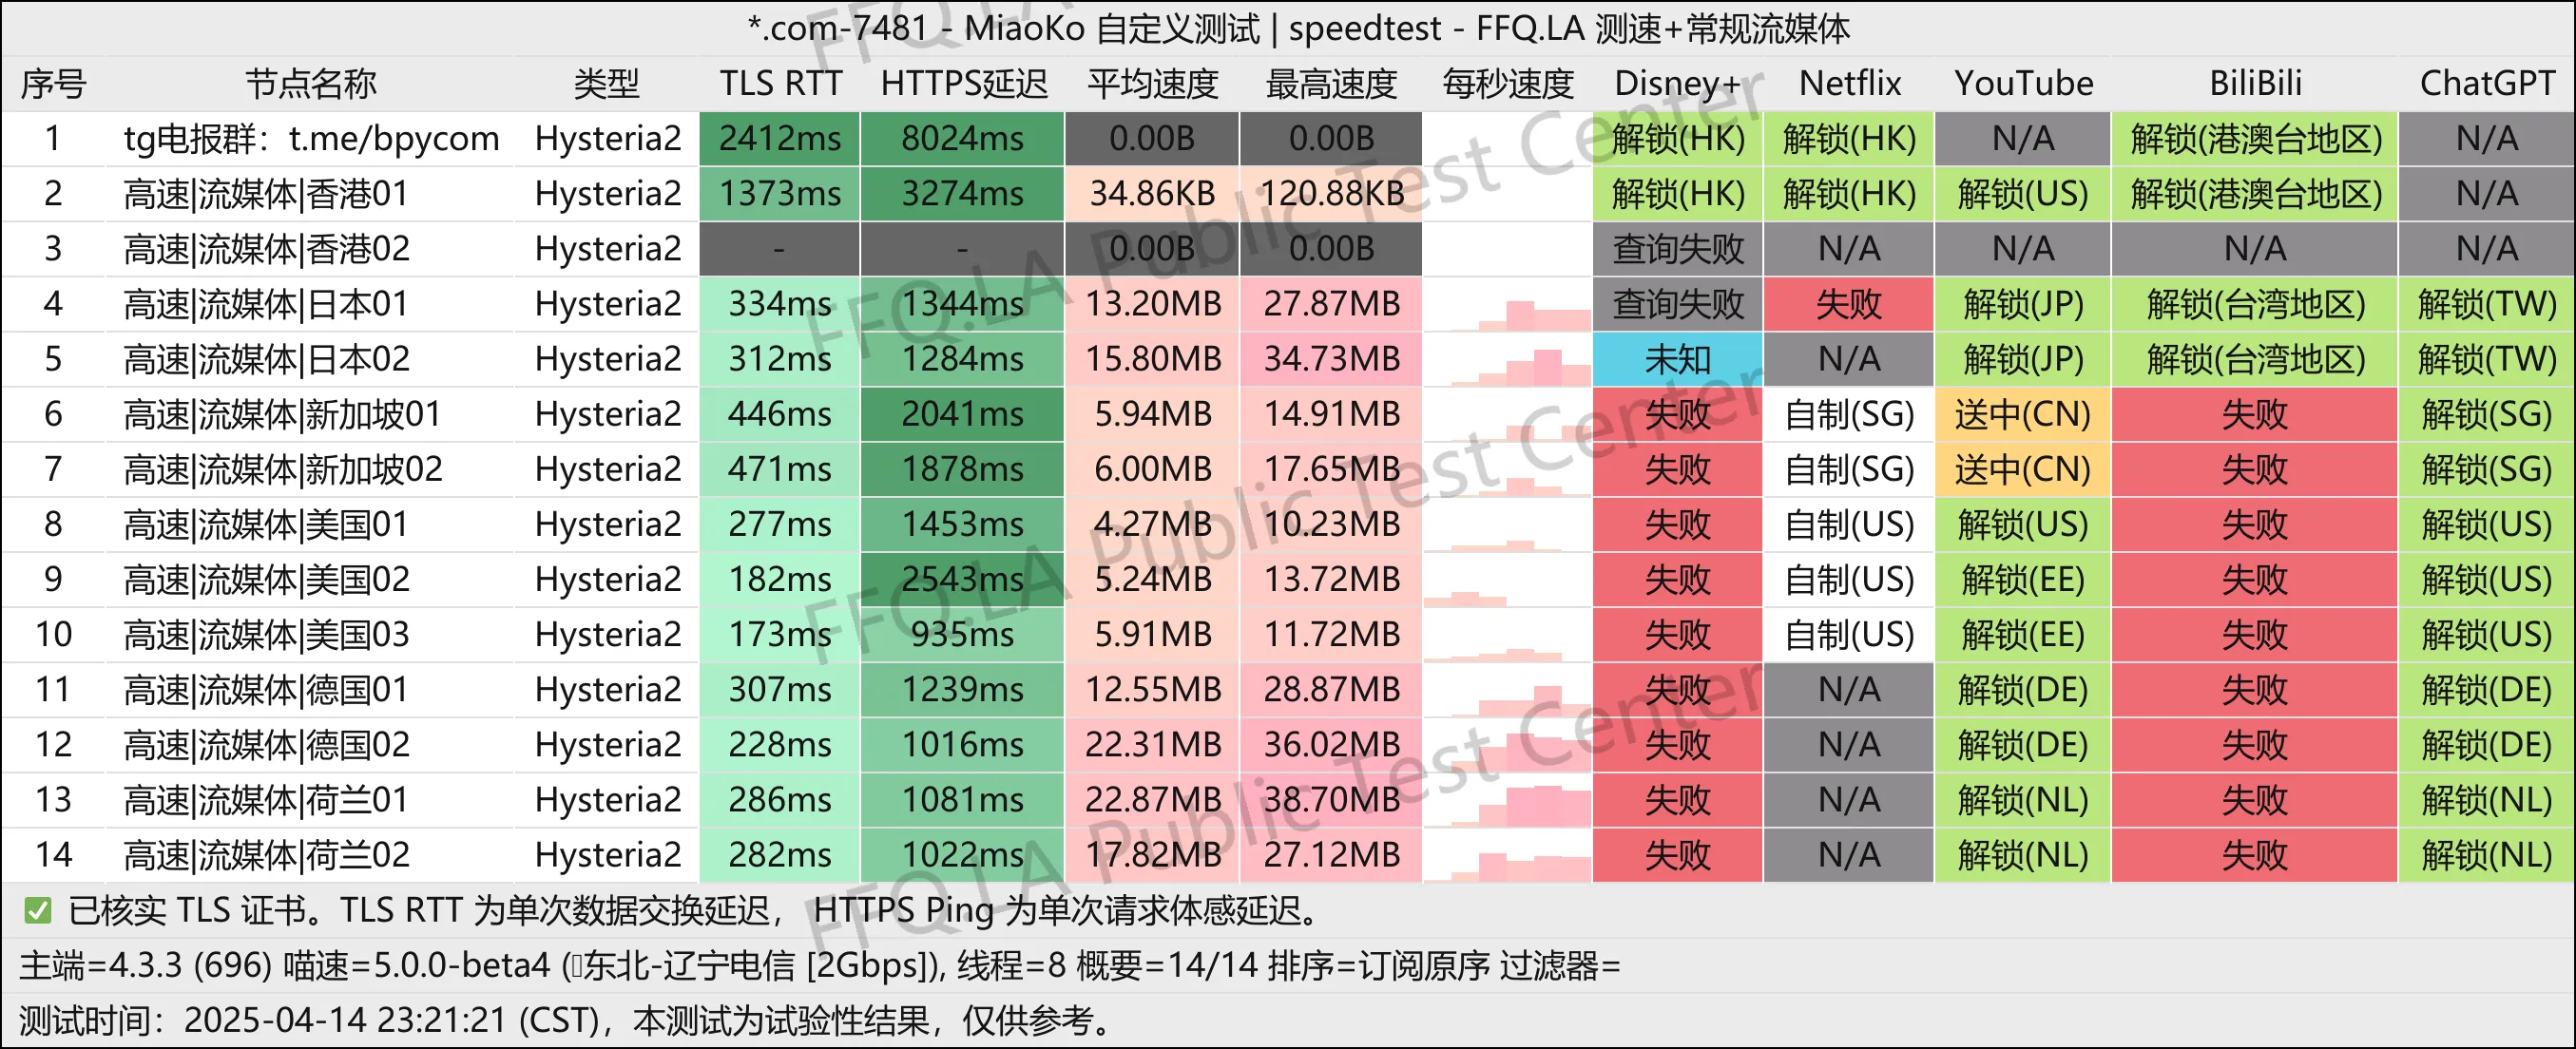 *.com-7481 - MiaoKo 自定义测试 | speedtest - FFQ.LA 测速+常规流媒体
序号 节点名称 类型 TLS RTT HTTPS延迟 平均速度 最高速度 每秒速度 Disney+ Netflix YouTube BiliBili ChatGPT
1 tg电报群：t.me/bpycom Hysteria2 2412ms 8024ms 0.00B 0.00B 解锁(HK) 解锁(HK) N/A 解锁(港澳台地区) N/A
2 高速|流媒体|香港01 Hysteria2 1373ms 3274ms 34.86KB 120.88KB 解锁(HK) 解锁(HK) 解锁(US) 解锁(港澳台地区) N/A
3 高速|流媒体|香港02 Hysteria2 - - 0.00B 0.00B 查询失败 N/A N/A N/A N/A
4 高速|流媒体|日本01 Hysteria2 334ms 1344ms 13.20MB 27.87MB 查询失败 失败 解锁(JP) 解锁(台湾地区) 解锁(TW)
5 高速|流媒体|日本02 Hysteria2 312ms 1284ms 15.80MB 34.73MB 未知 N/A 解锁(JP) 解锁(台湾地区) 解锁(TW)
6 高速|流媒体|新加坡01 Hysteria2 446ms 2041ms 5.94MB 14.91MB 失败 自制(SG) 送中(CN) 失败 解锁(SG)
7 高速|流媒体|新加坡02 Hysteria2 471ms 1878ms 6.00MB 17.65MB 失败 自制(SG) 送中(CN) 失败 解锁(SG)
8 高速|流媒体|美国01 Hysteria2 277ms 1453ms 4.27MB 10.23MB 失败 自制(US) 解锁(US) 失败 解锁(US)
9 高速|流媒体|美国02 Hysteria2 182ms 2543ms 5.24MB 13.72MB 失败 自制(US) 解锁(EE) 失败 解锁(US)
10 高速|流媒体|美国03 Hysteria2 173ms 935ms 5.91MB 11.72MB 失败 自制(US) 解锁(EE) 失败 解锁(US)
11 高速|流媒体|德国01 Hysteria2 307ms 1239ms 12.55MB 28.87MB 失败 N/A 解锁(DE) 失败 解锁(DE)
12 高速|流媒体|德国02 Hysteria2 228ms 1016ms 22.31MB 36.02MB 失败 N/A 解锁(DE) 失败 解锁(DE)
13 高速|流媒体|荷兰01 Hysteria2 286ms 1081ms 22.87MB 38.70MB 失败 N/A 解锁(NL) 失败 解锁(NL)
14 高速|流媒体|荷兰02 Hysteria2 282ms 1022ms 17.82MB 27.12MB 失败 N/A 解锁(NL) 失败 解锁(NL)
✅ 已核实 TLS 证书。TLS RTT 为单次数据交换延迟， HTTPS Ping 为单次请求体感延迟。
主端=4.3.3 (696) 喵速=5.0.0-beta4 (东北-辽宁电信 [2Gbps]), 线程=8 概要=14/14 排序=订阅原序 过滤器=
测试时间：2025-04-14 23:21:21 (CST)，本测试为试验性结果，仅供参考。
FFQ.LA Public Test Center
FFQ.LA Public Test Center
FFQ.LA Public Test Center